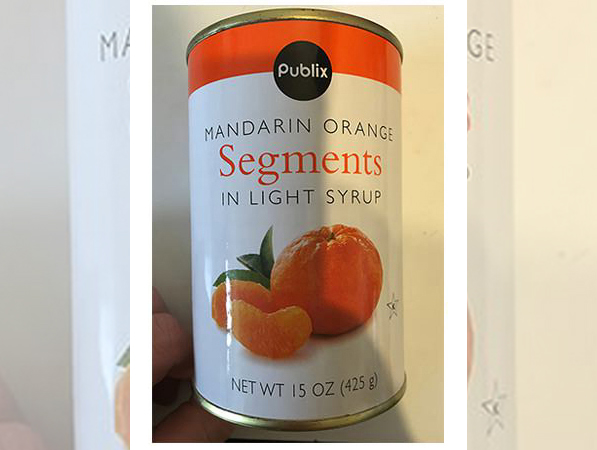 Publix
MANDARIN ORANGE
Segments
IN LIGHT SYRUP
NET WT 15 OZ (425 g)